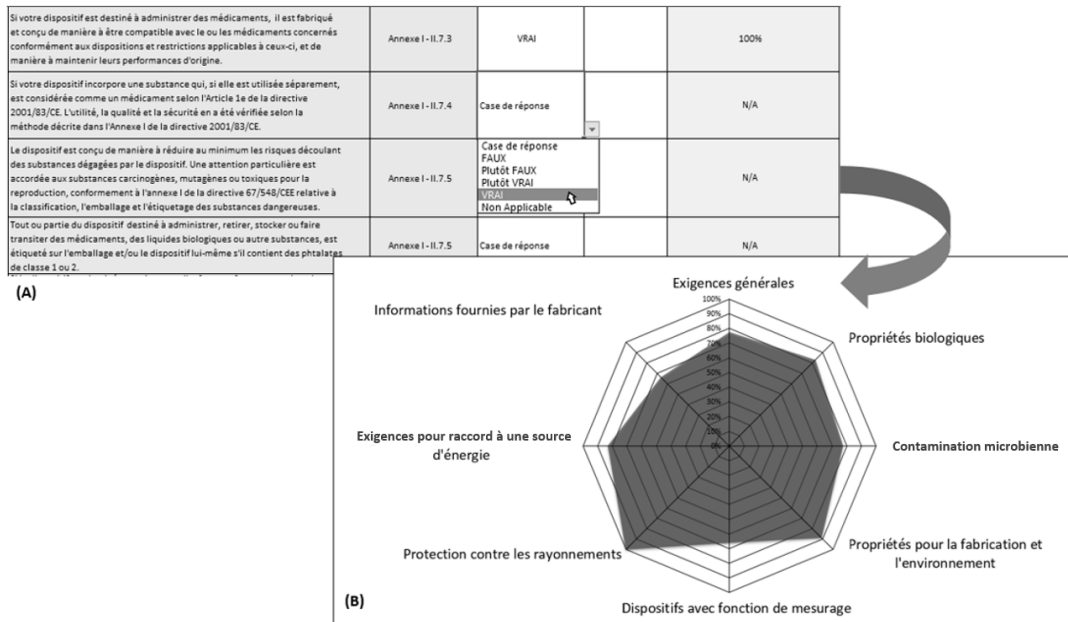 Si votre dispositif est destiné à administrer des médicaments, il est fabriqué
et conçu de manière à être compatible avec le ou les médicaments concernés
conformément aux dispositions et restrictions applicables à ceux-ci, et de
manière à maintenir leurs performances d'origine.
Annexe I - II.7.3
VRAI
100%
Si votre dispositif incorpore une substance qui, si elle est utilisée séparement,
est considérée comme un médicament selon l'Article 1e de la directive
2001/83/CE. L'utilité, la qualité et la sécurité en a été vérifiée selon la
méthode décrite dans l'Annexe I de la directive 2001/83/CE.
Annexe I - II.7.4
Case de réponse
N/A
Le dispositif est conçu de manière à réduire au minimum les risques découlant
des substances dégagées par le dispositif. Une attention particulière est
accordée aux substances carcinogènes, mutagènes ou toxiques pour la
reproduction, conformement à l'annexe I de la directive 67/548/CEE relative à
la classification, l'emballage et l'étiquetage des substances dangereuses.
Annexe I - II.7.5
Case de réponse
FAUX
Plutôt FAUX
Plutôt VRAI
VRAI
Non Applicable
N/A
Tout ou partie du dispositif destiné à administrer, retirer, stocker ou faire
transiter des médicaments, des liquides biologiques ou autre substances, est
étiqueté sur l'emballage et/ou le dispositif lui-même s'il contient des phtalates
de classe 1 ou 2.
Annexe I - II.7.5
Case de réponse
N/A
(A)
Exigences générales
100%
90%
80%
70%
60%
50%
40%
30%
20%
10%
0%
Informations fournies par le fabricant
Propriétés biologiques
Exigences pour raccord à une source
d'énergie
Contamination microbienne
Protection contre les rayonnements
Propriétés pour la fabrication et
l'environnement
(B)
Dispositifs avec fonction de mesurage